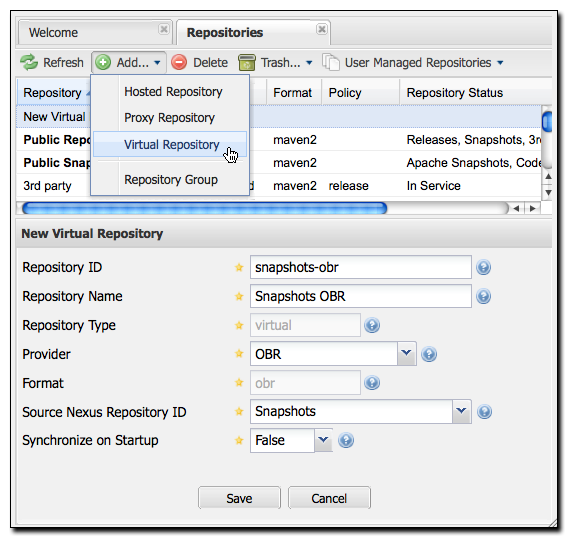 Welcome Repositories
Refresh Add... Delete Trash... User Managed Repositories
Repository Format Policy Repository Status
New Virtual
Public Repo maven2 Releases, Snapshots, 3r
Public Snap maven2 Apache Snapshots, Code
3rd party d maven2 release In Service
Hosted Repository
Proxy Repository
Virtual Repository
Repository Group
New Virtual Repository
Repository ID snapshots-obr
Repository Name Snapshots OBR
Repository Type virtual
Provider OBR
Format obr
Source Nexus Repository ID Snapshots
Synchronize on Startup False
Save Cancel